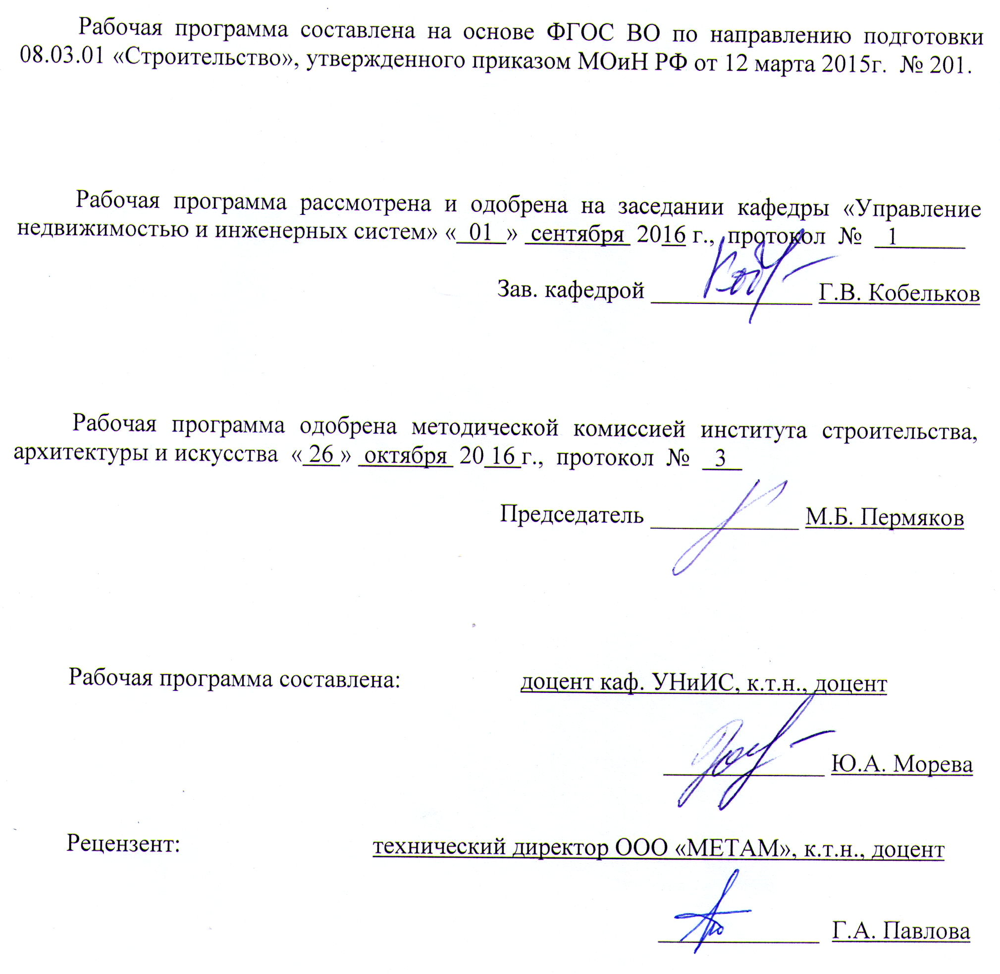 Рабочая программа составлена на основе ФГОС ВО по направлению подготовки
08.03.01 «Строительство», утвержденного приказом МОиН РФ от 12 марта 2015г. № 201.
Рабочая программа рассмотрена и одобрена на заседании кафедры «Управление
недвижимостью и инженерных систем» « 01 » сентября 2016 г., протокол № 1
Зав. кафедрой Г.В. Кобельков
Рабочая программа одобрена методической комиссией института строительства,
архитектуры и искусства « 26 » октября 20 16 г., протокол № 3
Председатель М.Б. Пермяков
Рабочая программа составлена: доцент каф. УНиИС, к.т.н., доцент
Ю.А. Морева
Рецензент: технический директор ООО «МЕТАМ», к.т.н., доцент
Г.А. Павлова